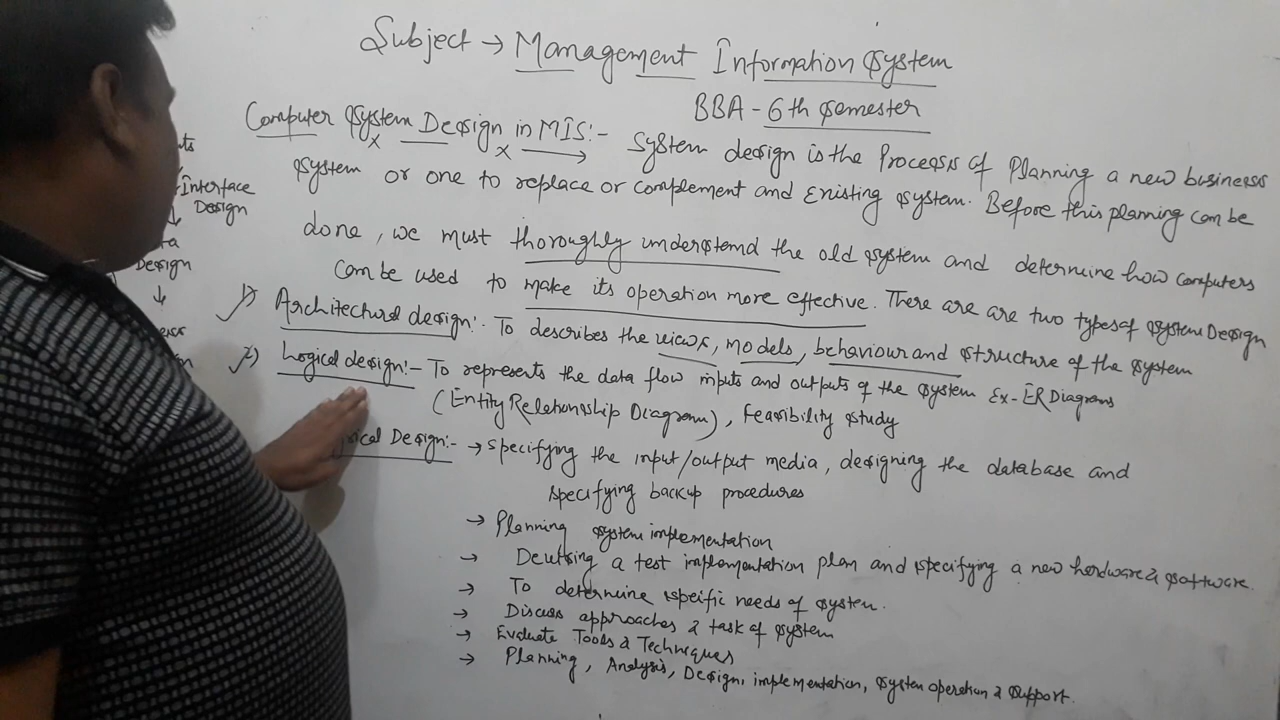 Subject → Management Information System
BBA - 6th Semester
Computer System Design in MIS:- System design is the Process of Planning a new business
System or one to replace or complement and Existing System. Before this planning can be
done, we must thoroughly understand the old System and determine how computers
Can be used to make its operation more effective. There are two types of System Design
1) Architectural design:- To describes the views, models, behaviour and Structure of the System
2) Logical design:- To represents the data flow inputs and outputs of the System Ex- ER Diagrams
(Entity Relationship Diagram), Feasibility Study
Design:- → Specifying the input/output media, designing the database and
Specifying backup procedures
→ Planning System implementation
→ Devising a test implementation plan and specifying a new hardware & Software.
→ To determine specific needs of System.
→ Discuss approaches & task of System
→ Evaluate Tools & Techniques
→ Planning, Analysis, Design, implementation, System operation & Support.
Interface
Design
↓
Design
↓